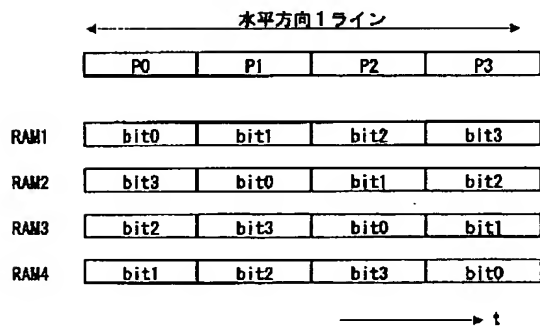 水平方向1ライン
P0 P1 P2 P3
RAM1 bit0 bit1 bit2 bit3
RAM2 bit3 bit0 bit1 bit2
RAM3 bit2 bit3 bit0 bit1
RAM4 bit1 bit2 bit3 bit0
t